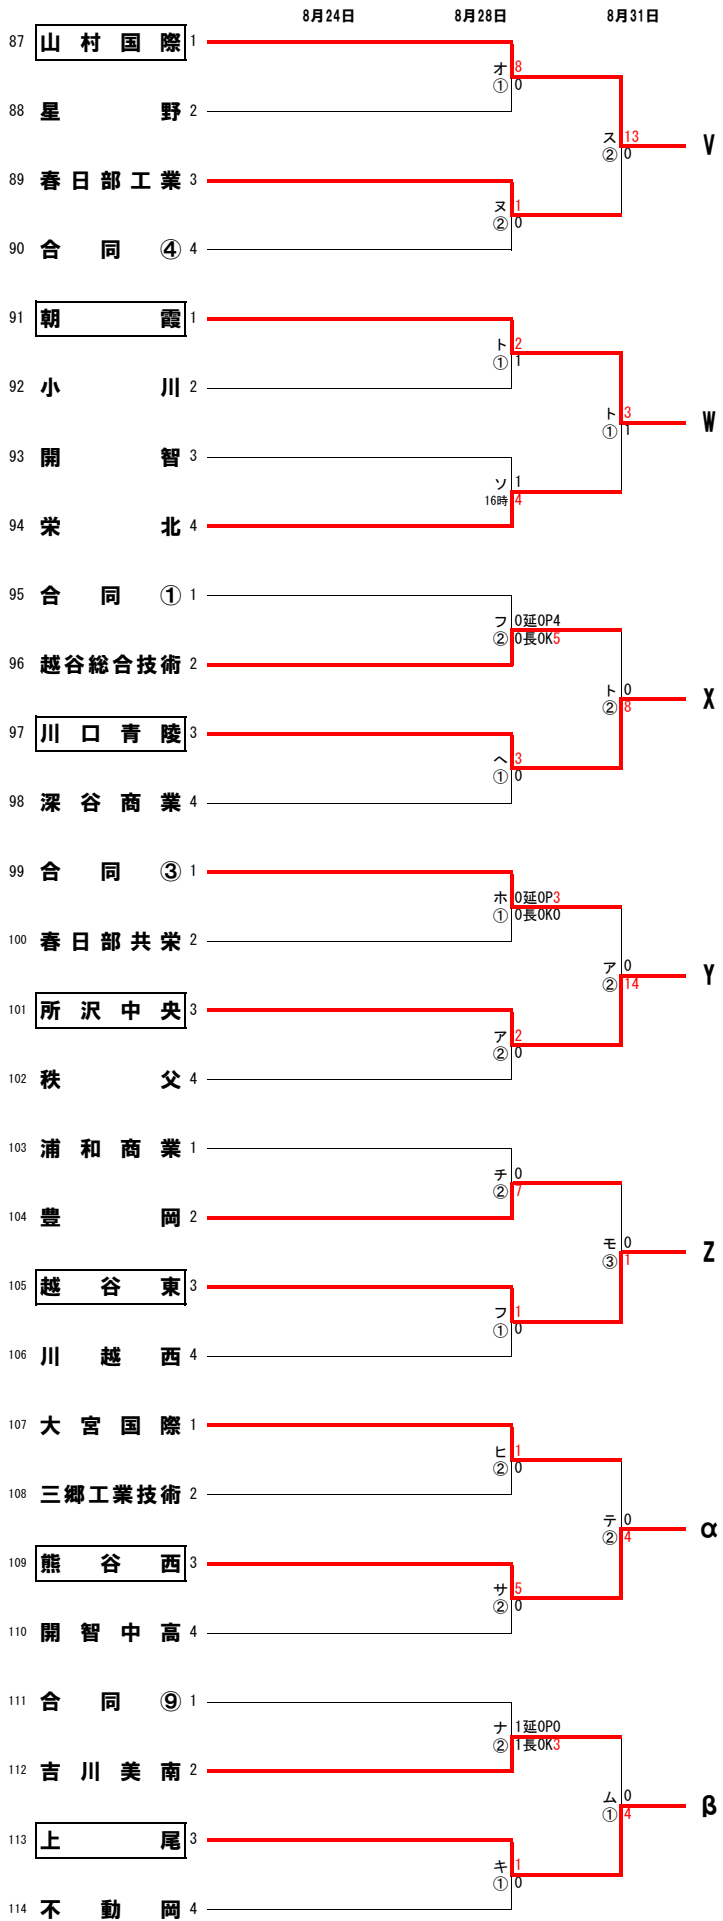 8月24日 8月28日 8月31日
87 山村国際 1
オ 8
① 0
88 星野 2
ス 13
② 0
V
89 春日部工業 3
ヌ 1
② 0
90 合同④ 4
91 朝霞 1
ト 2
① 1
92 小川 2
ト 3
① 1
W
93 開智 3
ソ 1
16時 4
94 栄北 4
95 合同① 1
フ 0延0P4
② 0長0K5
96 越谷総合技術 2
ト 0
② 8
X
97 川口青陵 3
ヘ 3
① 0
98 深谷商業 4
99 合同③ 1
ホ 0延0P3
① 0長0K0
100 春日部共栄 2
ア 0
② 14
Y
101 所沢中央 3
ア 2
② 0
102 秩父 4
103 浦和商業 1
チ 0
② 7
104 豊岡 2
モ 0
③ 1
Z
105 越谷東 3
フ 1
① 0
106 川越西 4
107 大宮国際 1
ヒ 1
② 0
108 三郷工業技術 2
テ 0
② 4
α
109 熊谷西 3
サ 5
② 0
110 開智中高 4
111 合同⑨ 1
ナ 1延0P0
② 1長0K3
112 吉川美南 2
ム 0
① 4
β
113 上尾 3
キ 1
① 0
114 不動岡 4